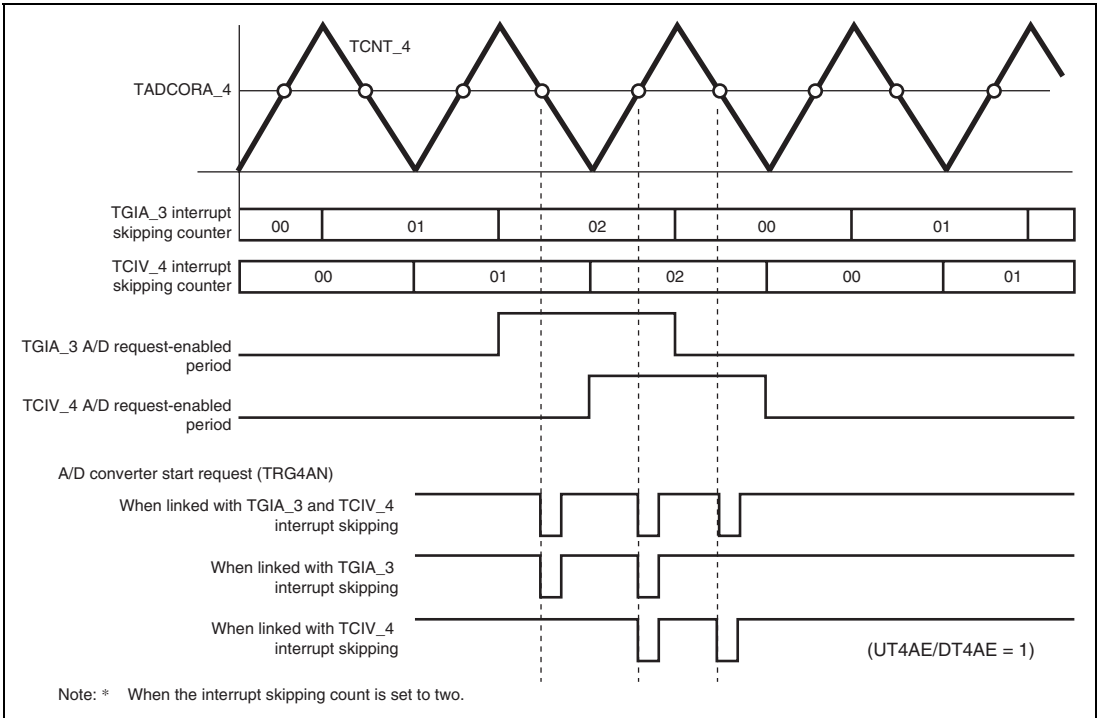 TCNT_4
TADCORA_4
TGIA_3 interrupt
skipping counter
00 01 02 00 01
TCIV_4 interrupt
skipping counter
00 01 02 00 01
TGIA_3 A/D request-enabled
period
TCIV_4 A/D request-enabled
period
A/D converter start request (TRG4AN)
When linked with TGIA_3 and TCIV_4
interrupt skipping
When linked with TGIA_3
interrupt skipping
When linked with TCIV_4
interrupt skipping
(UT4AE/DT4AE = 1)
Note: * When the interrupt skipping count is set to two.